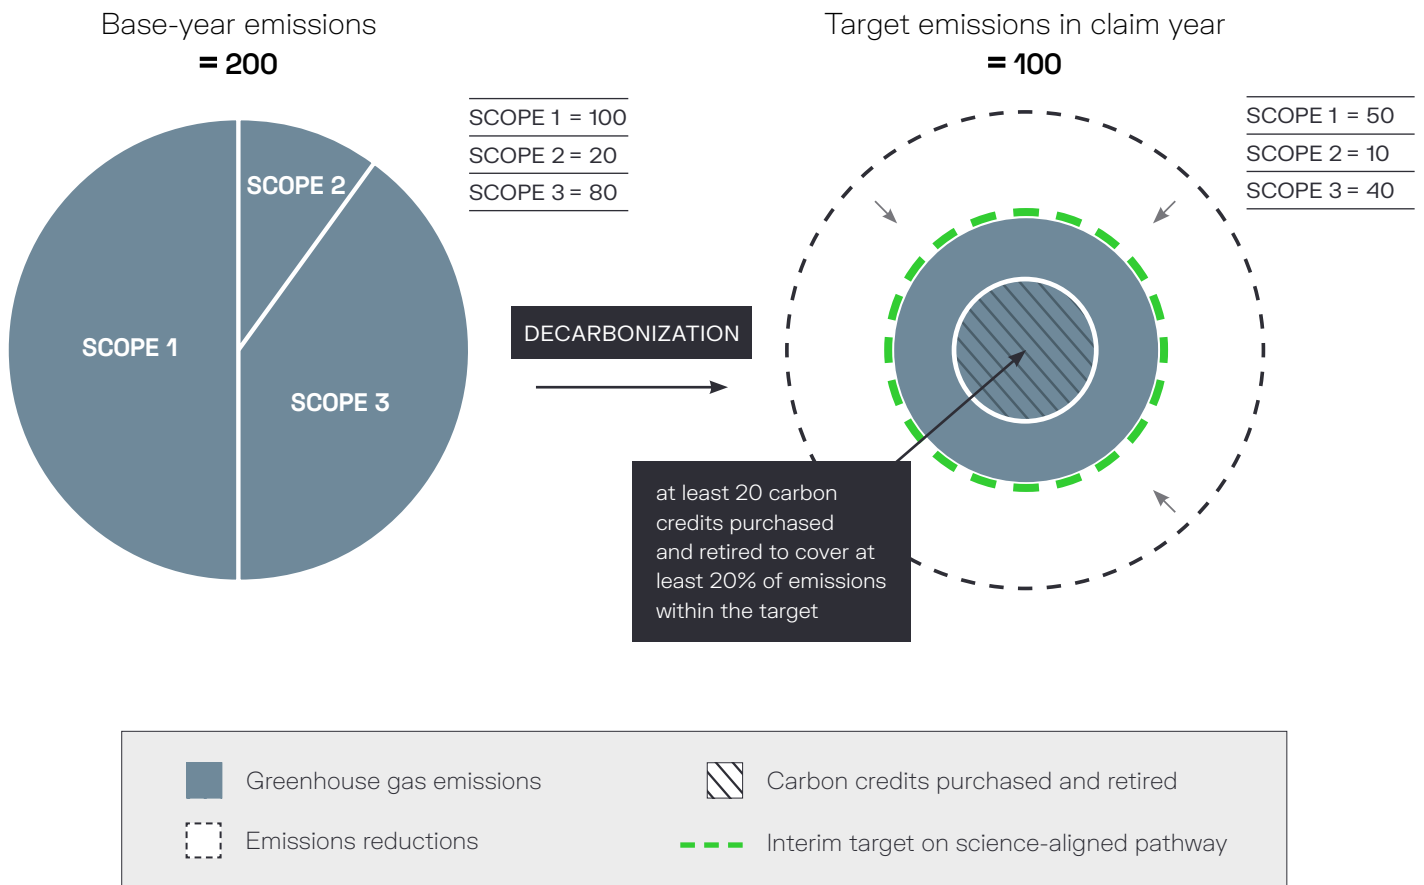 Base-year emissions
= 200
SCOPE 1 = 100
SCOPE 2 = 20
SCOPE 3 = 80
SCOPE 1
SCOPE 2
SCOPE 3
DECARBONIZATION
Target emissions in claim year
= 100
SCOPE 1 = 50
SCOPE 2 = 10
SCOPE 3 = 40
at least 20 carbon
credits purchased
and retired to cover at
least 20% of emissions
within the target
Greenhouse gas emissions
Carbon credits purchased and retired
Emissions reductions
Interim target on science-aligned pathway